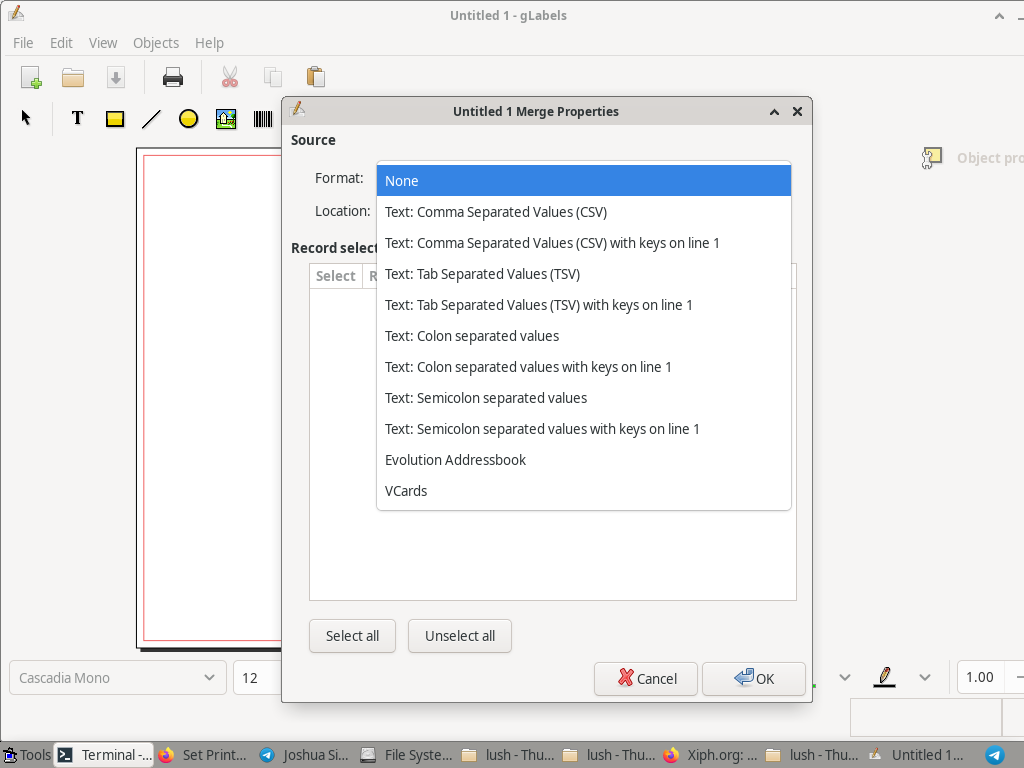 Untitled 1 - gLabels
File Edit View Objects Help
T
Untitled 1 Merge Properties
Source
Object pro
Format:
None
Location:
Text: Comma Separated Values (CSV)
Text: Comma Separated Values (CSV) with keys on line 1
Record select
Select R
Text: Tab Separated Values (TSV)
Text: Tab Separated Values (TSV) with keys on line 1
Text: Colon separated values
Text: Colon separated values with keys on line 1
Text: Semicolon separated values
Text: Semicolon separated values with keys on line 1
Evolution Addressbook
VCards
Select all Unselect all
Cascadia Mono 12 Cancel OK 1.00
Tools Terminal -... Set Print... Joshua Si... File Syste... lush - Thu... lush - Thu... Xiph.org: ... lush - Thu... Untitled 1...